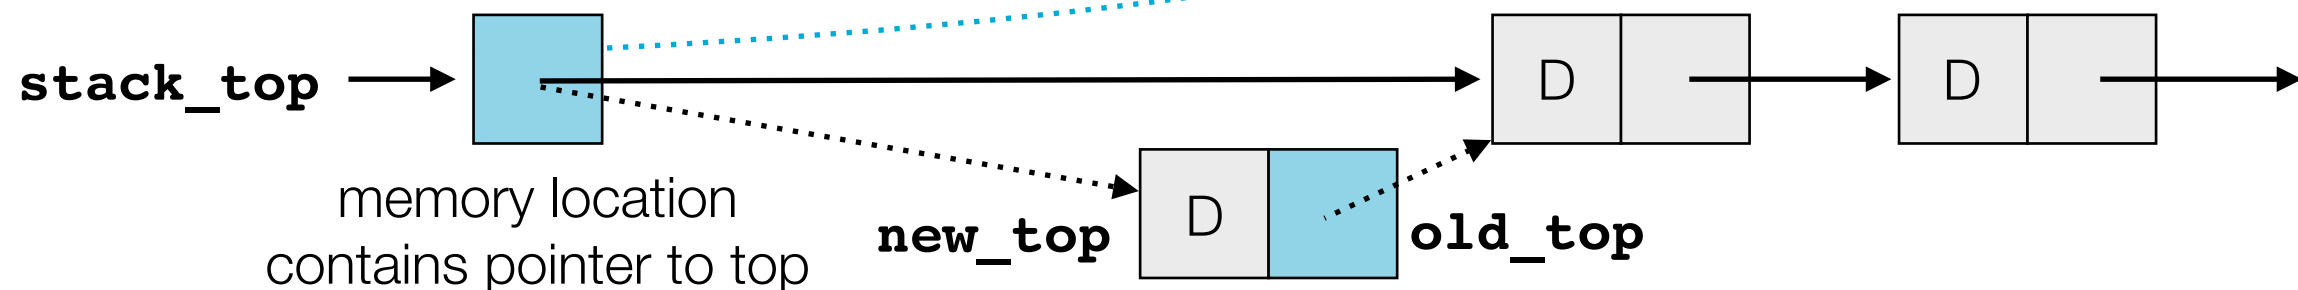 stack_top
D
D
memory location
contains pointer to top
new_top
D
old_top